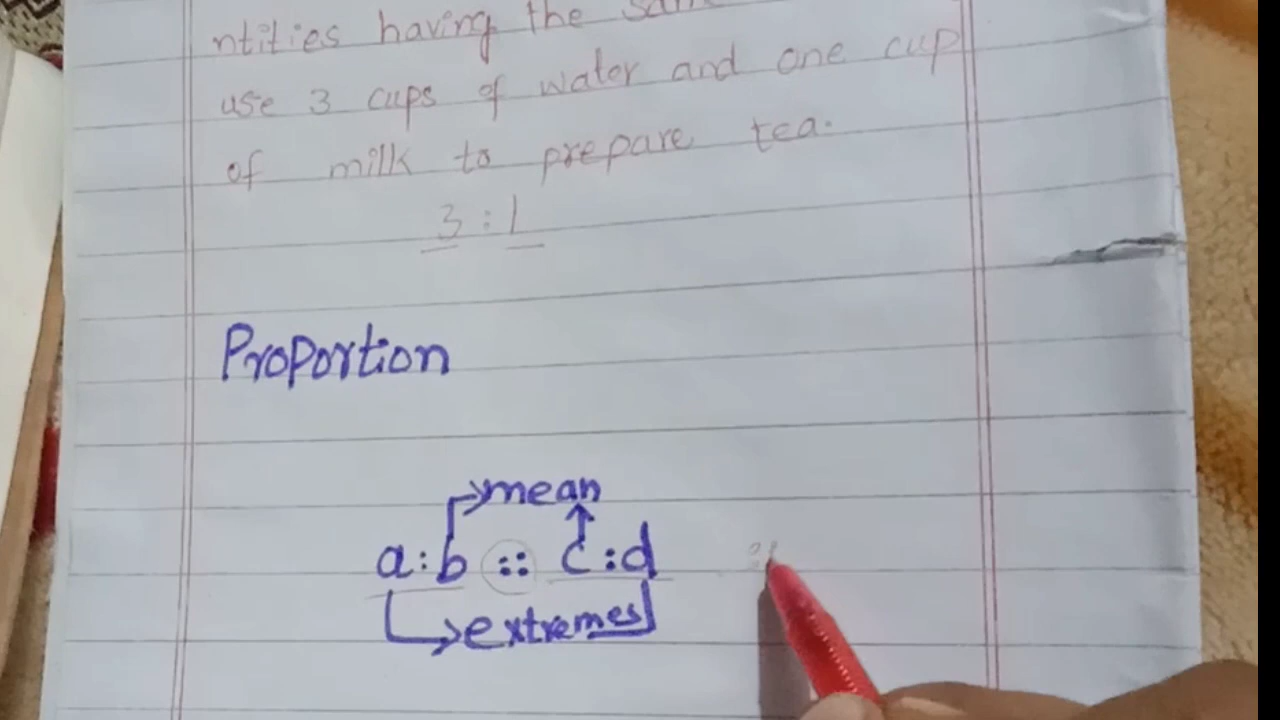 ntities having the
use 3 cups of water and one cup
of milk to prepare tea.
3 : 1
Proportion
mean
a:b :: c:d
extremes